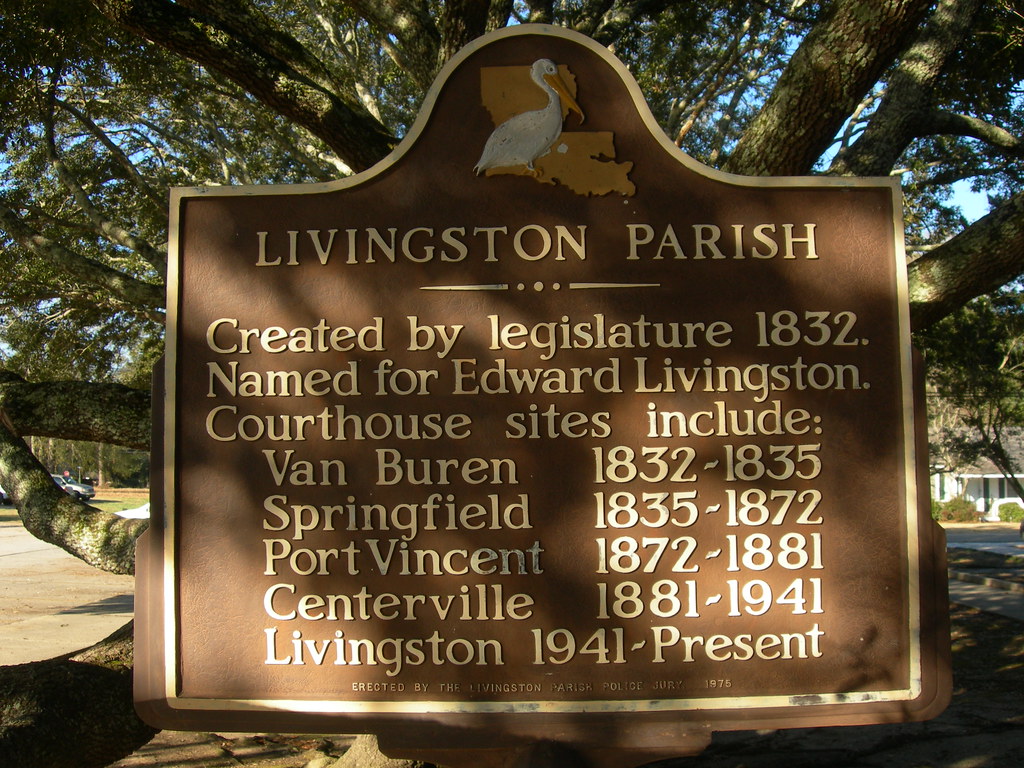 LIVINGSTON PARISH
Created by legislature 1832.
Named for Edward Livingston.
Courthouse sites include:
Van Buren 1832-1835
Springfield 1835-1872
Port Vincent 1872-1881
Centerville 1881-1941
Livingston 1941-Present
ERECTED BY THE LIVINGSTON PARISH POLICE JURY 1975